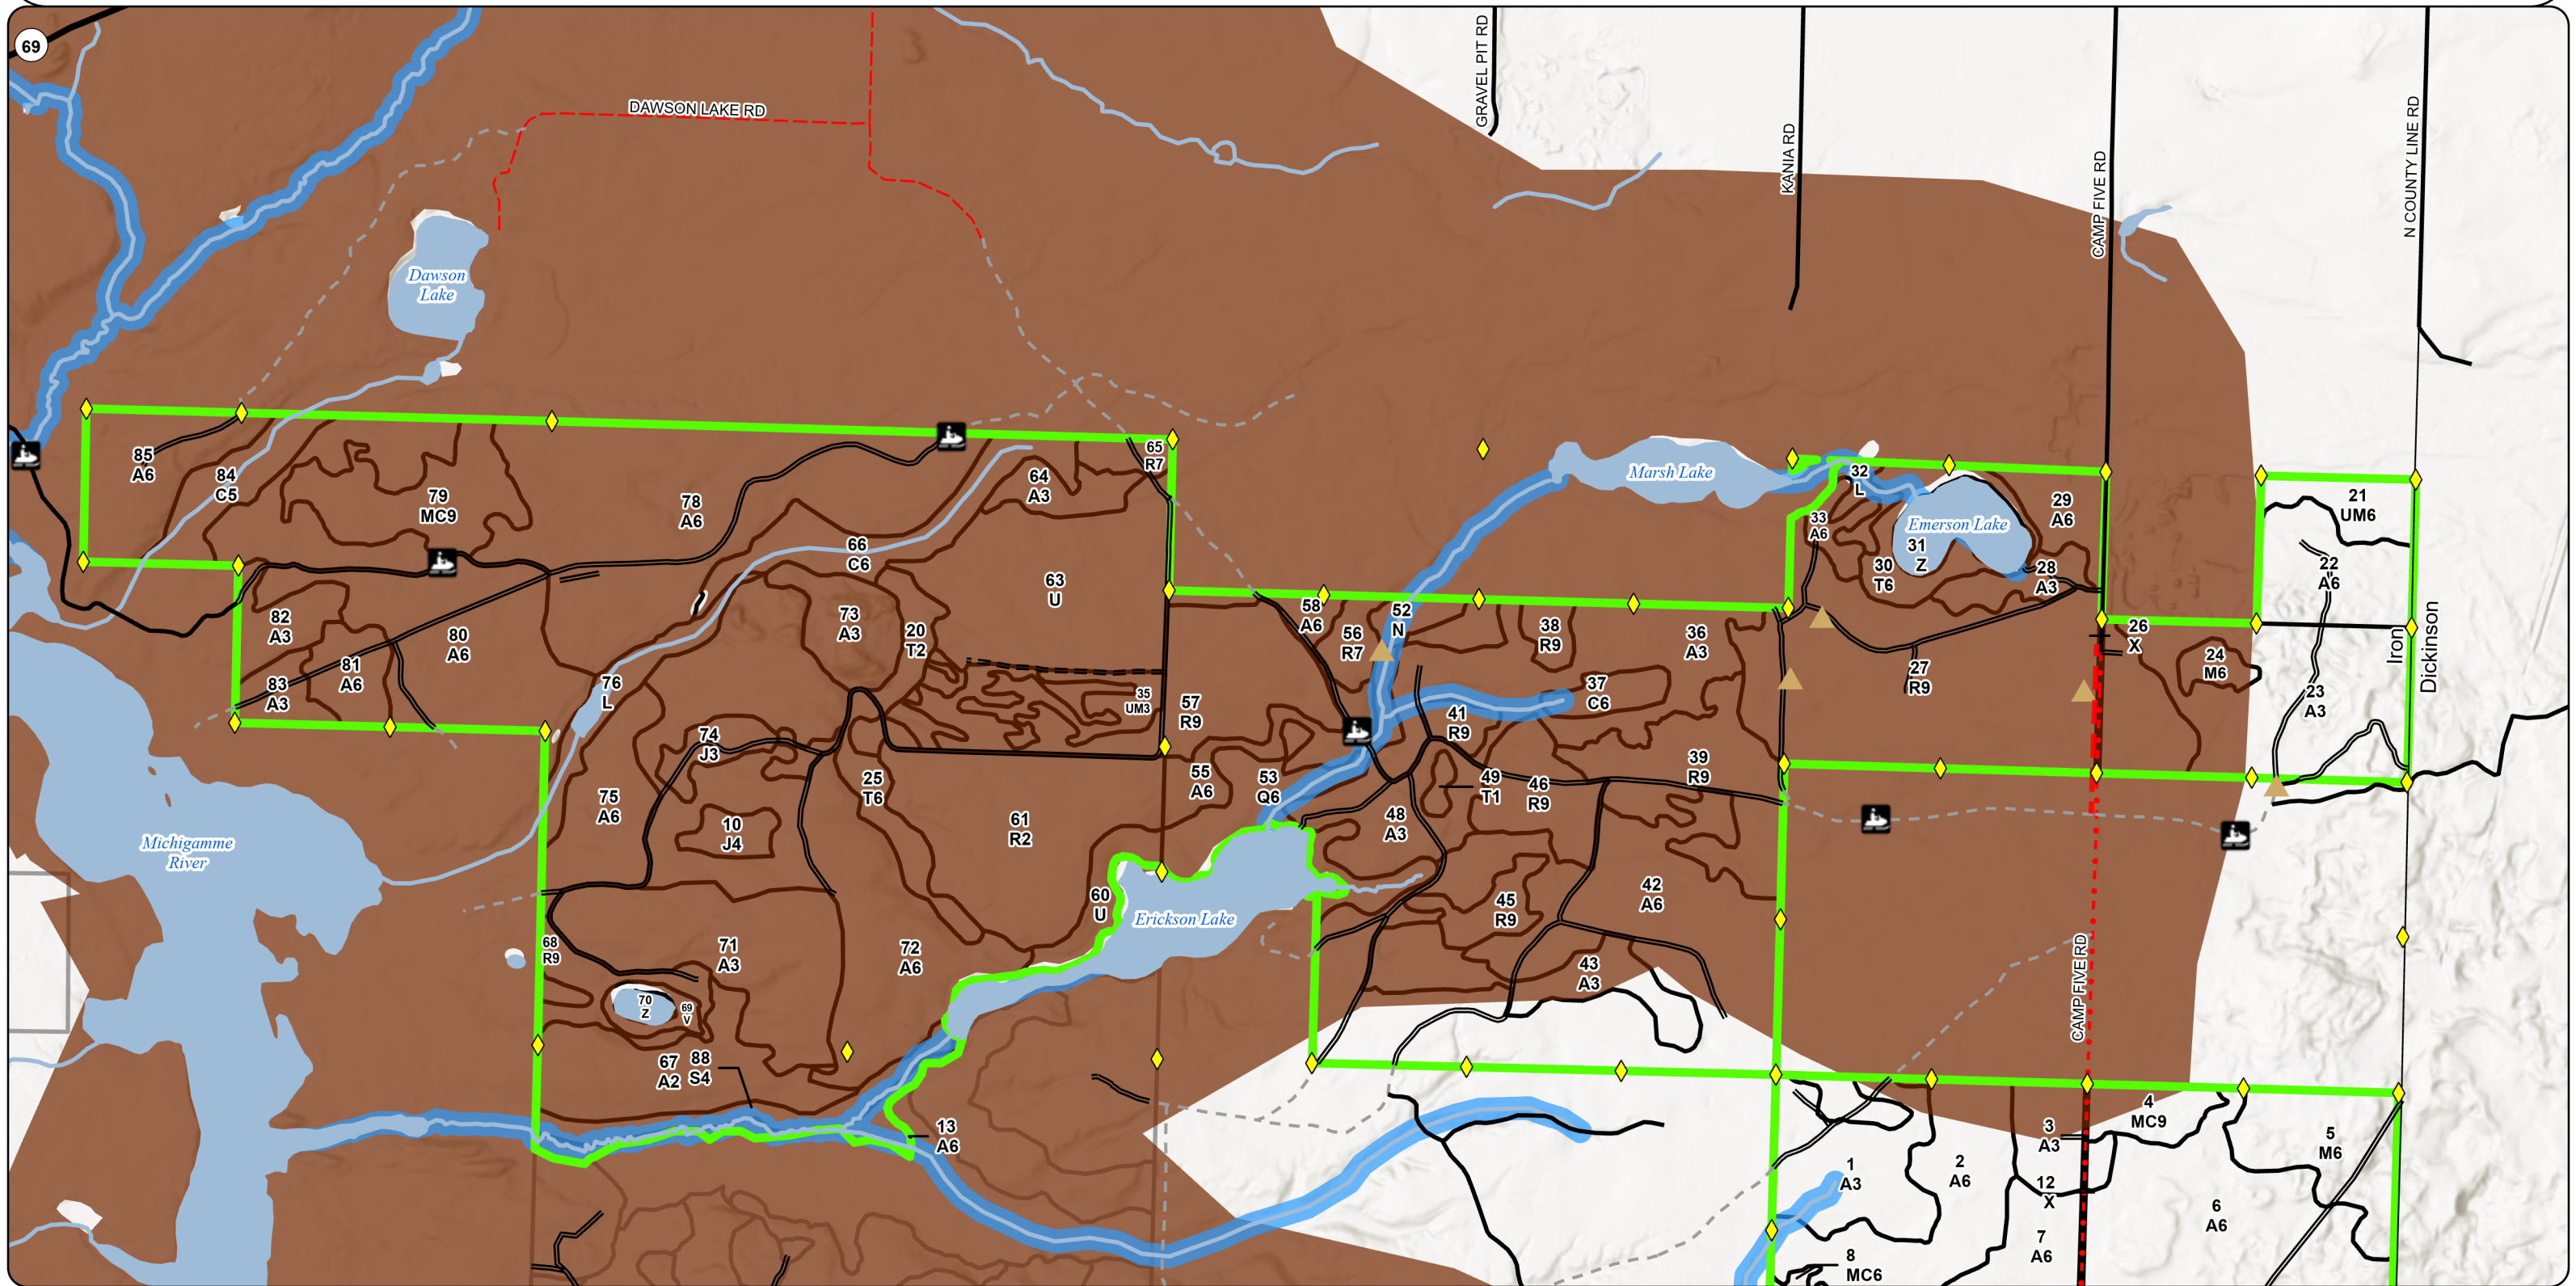 69
GRAVEL PIT RD
KANIA RD
CAMP FIVE RD
N COUNTY LINE RD
DAWSON LAKE RD
Dawson
Lake
85
A6
84
C5
79
MC9
78
A6
65
R7
64
A3
66
C6
63
U
Marsh Lake
32
L
33
A6
Emerson Lake
31
Z
30
T6
29
A6
28
A3
21
UM6
22
A6
82
A3
81
A6
80
A6
83
A3
73
A3
20
T2
58
A6
56
R7
52
N
38
R9
36
A3
27
R9
26
X
24
M6
23
A3
Iron
Dickinson
76
L
35
UM3
57
R9
37
C6
41
R9
74
J3
75
A6
10
J4
25
T6
61
R2
55
A6
53
Q6
48
A3
49
T1
46
R9
39
R9
Michigamme
River
60
U
Erickson Lake
45
R9
42
A6
68
R9
71
A3
72
A6
43
A3
CAMP FIVE RD
70
Z
69
V
67
A2
88
S4
13
A6
3
A3
4
MC9
5
M6
1
A3
2
A6
12
X
6
A6
7
A6
8
MC6